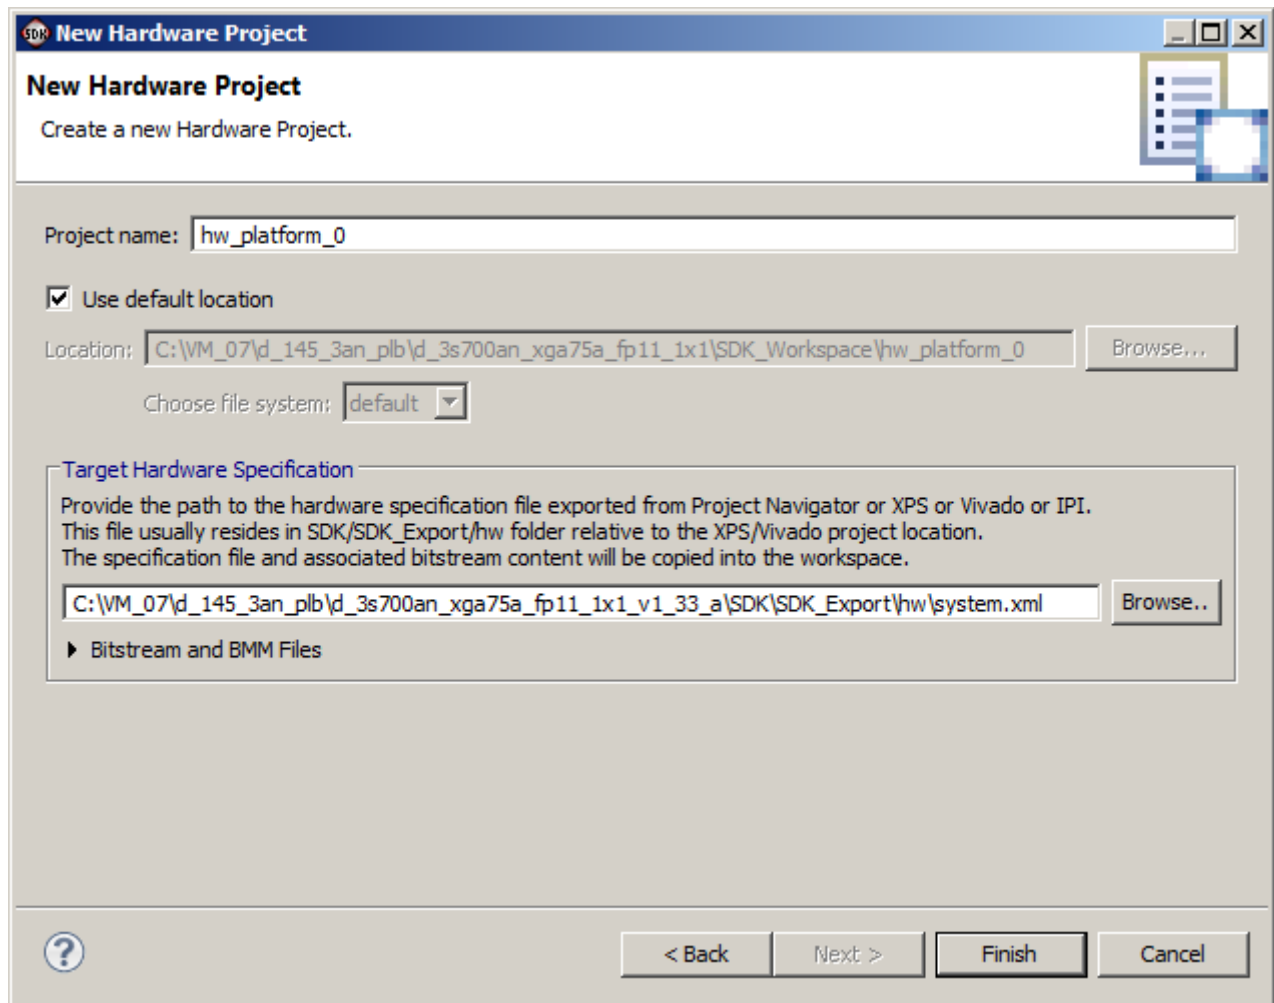 SDK New Hardware Project
New Hardware Project
Create a new Hardware Project.
Project name: hw_platform_0
Use default location
Location: C:\VM_07\d_145_3an_plb\d_3s700an_xga75a_fp11_1x1\SDK_Workspace\hw_platform_0 Browse...
Choose file system: default
Target Hardware Specification
Provide the path to the hardware specification file exported from Project Navigator or XPS or Vivado or IPI.
This file usually resides in SDK/SDK_Export/hw folder relative to the XPS/Vivado project location.
The specification file and associated bitstream content will be copied into the workspace.
C:\VM_07\d_145_3an_plb\d_3s700an_xga75a_fp11_1x1_v1_33_a\SDK\SDK_Export\hw\system.xml Browse..
Bitstream and BMM Files
? < Back Next > Finish Cancel